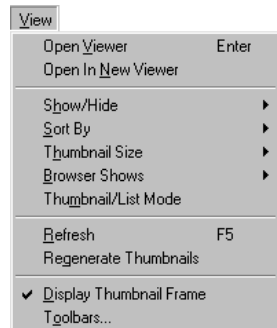 View
Open Viewer Enter
Open In New Viewer
Show/Hide
Sort By
Thumbnail Size
Browser Shows
Thumbnail/List Mode
Refresh F5
Regenerate Thumbnails
Display Thumbnail Frame
Toolbars...